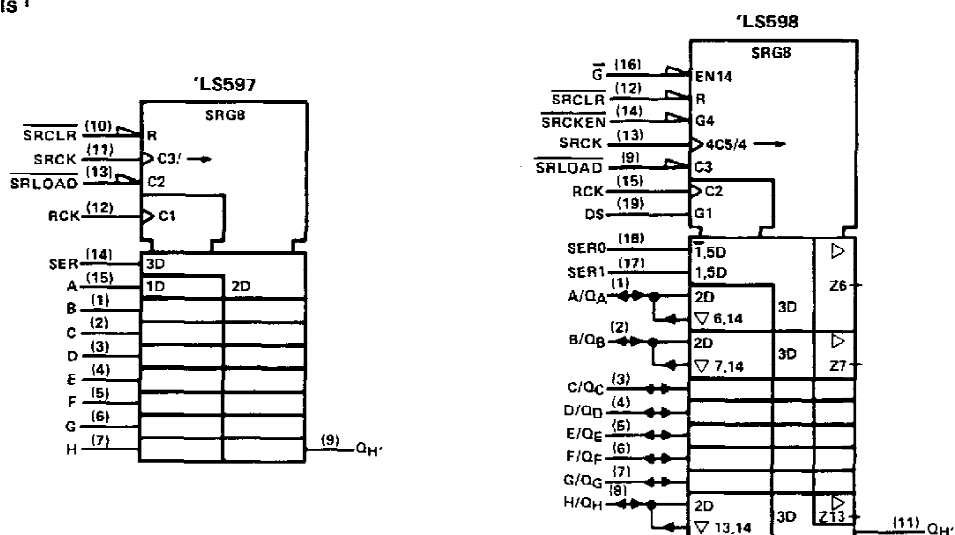 'LS597
SRG8
SRCLR (10) R
SRCK (11) C3/
SRLOAD (13) C2
RCK (12) C1
SER (14) 3D
A (15) 1D 2D
B (1)
C (2)
D (3)
E (4)
F (5)
G (6)
H (7) (9) QH'
'LS598
SRG8
G (16) EN14
SRCLR (12) R
SRCKEN (14) G4
SRCK (13) 4C5/4
SRLOAD (9) C3
RCK (15) C2
DS (19) G1
SER0 (18) 1,5D
SER1 (17) 1,5D
Z6
A/QA (1) 2D 3D
6,14
B/QB (2) 2D 3D
7,14 Z7
C/QC (3)
D/QD (4)
E/QE (5)
F/QF (6)
G/QG (7)
H/QH (8) 2D 3D Z13
13,14
(11) QH'